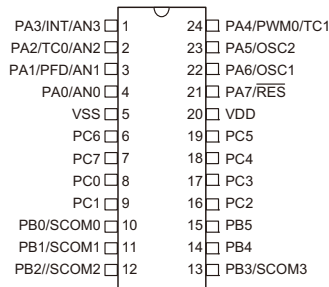 PA3/INT/AN3 1 24 PA4/PWM0/TC1
PA2/TC0/AN2 2 23 PA5/OSC2
PA1/PFD/AN1 3 22 PA6/OSC1
PA0/AN0 4 21 PA7/RES
VSS 5 20 VDD
PC6 6 19 PC5
PC7 7 18 PC4
PC0 8 17 PC3
PC1 9 16 PC2
PB0/SCOM0 10 15 PB5
PB1/SCOM1 11 14 PB4
PB2//SCOM2 12 13 PB3/SCOM3